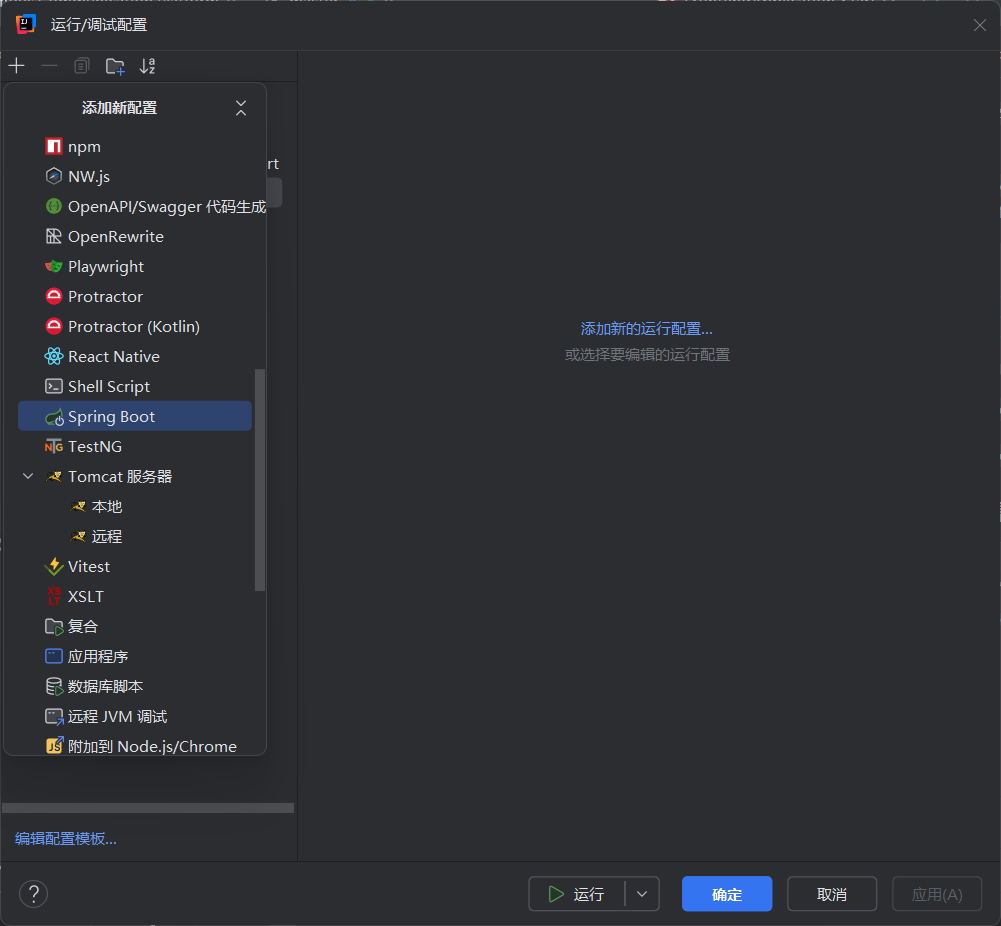 运行/调试配置
添加新配置
npm
rt
NW.js
OpenAPI/Swagger 代码生成
OpenRewrite
Playwright
Protractor
Protractor (Kotlin)
React Native
Shell Script
Spring Boot
TestNG
Tomcat 服务器
本地
远程
Vitest
XSLT
复合
应用程序
数据库脚本
远程 JVM 调试
附加到 Node.js/Chrome
添加新的运行配置...
或选择要编辑的运行配置
编辑配置模板...
?
运行
确定
取消
应用(A)